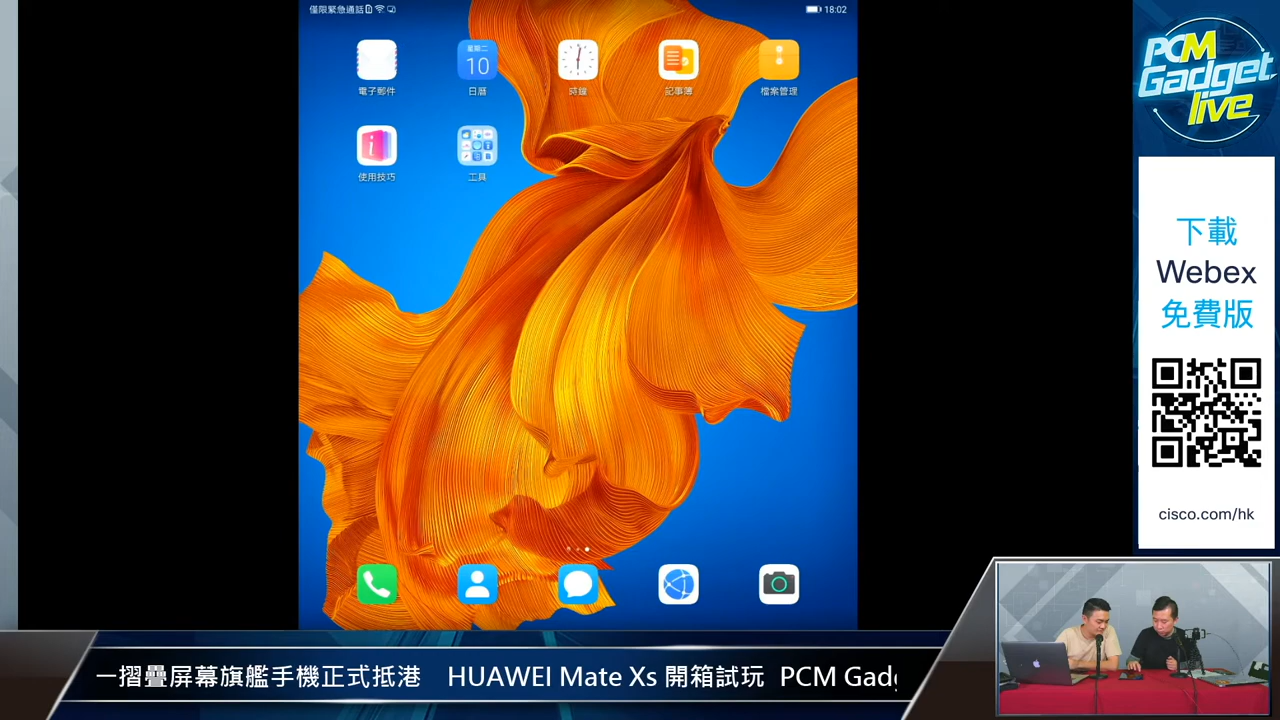 僅限緊急通話
18:02
電子郵件
星期二
10
日曆
時鐘
記事簿
檔案管理
使用技巧
工具
PCM
Gadget
live
下載
Webex
免費版
cisco.com/hk
一摺疊屏幕旗艦手機正式抵港 HUAWEI Mate Xs 開箱試玩 PCM Gad